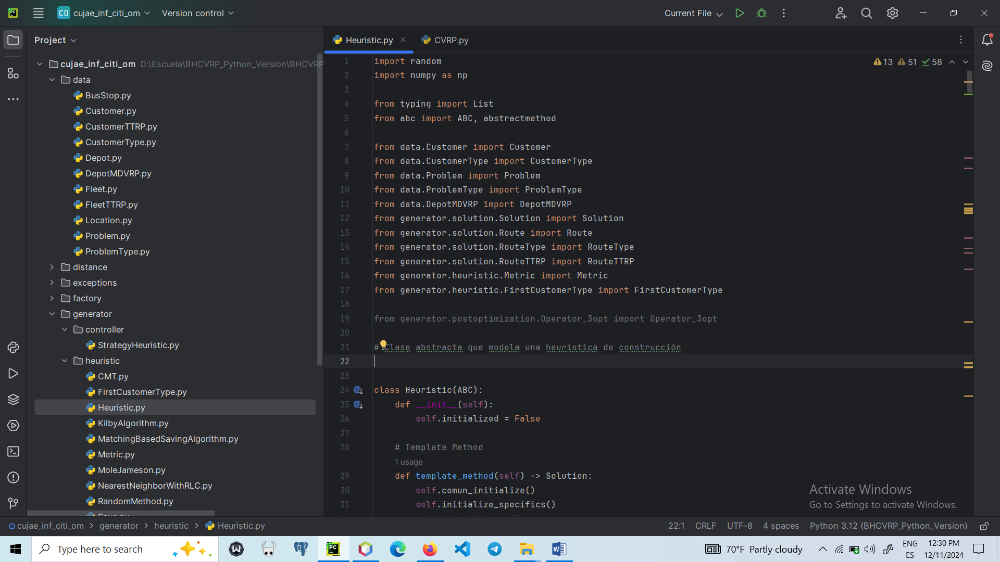 PC
CO cujae_inf_citi_om
Version control
Current File
Project
cujae_inf_citi_om D:\Escuela\BHCVRP_Python_Version\BHCVRP
data
BusStop.py
Customer.py
CustomerTTRP.py
CustomerType.py
Depot.py
DepotMDVRP.py
Fleet.py
FleetTTRP.py
Location.py
Problem.py
ProblemType.py
distance
exceptions
factory
generator
controller
StrategyHeuristic.py
heuristic
CMT.py
FirstCustomerType.py
Heuristic.py
KilbyAlgorithm.py
MatchingBasedSavingAlgorithm.py
Metric.py
MoleJameson.py
NearestNeighborWithRLC.py
RandomMethod.py
Save.py
Heuristic.py
CVRP.py
13 51 58
1 import random
2 import numpy as np
3
4 from typing import List
5 from abc import ABC, abstractmethod
6
7 from data.Customer import Customer
8 from data.CustomerType import CustomerType
9 from data.Problem import Problem
10 from data.ProblemType import ProblemType
11 from data.DepotMDVRP import DepotMDVRP
12 from generator.solution.Solution import Solution
13 from generator.solution.Route import Route
14 from generator.solution.RouteType import RouteType
15 from generator.solution.RouteTTRP import RouteTTRP
16 from generator.heuristic.Metric import Metric
17 from generator.heuristic.FirstCustomerType import FirstCustomerType
18
19 from generator.postoptimization.Operator_3opt import Operator_3opt
20
21 # Clase abstracta que modela una heurística de construcción
22
23
24 class Heuristic(ABC):
25 def __init__(self):
26 self.initialized = False
27
28 # Template Method
1 usage
29 def template_method(self) -> Solution:
30 self.comun_initialize()
31 self.initialize_specifics()
Activate Windows
Go to Settings to activate Windows.
cujae_inf_citi_om > generator > heuristic > Heuristic.py
22:1 CRLF UTF-8 4 spaces Python 3.12 (BHCVRP_Python_Version)
Type here to search
PC
70°F Partly cloudy
ENG
ES
12:30 PM
12/11/2024